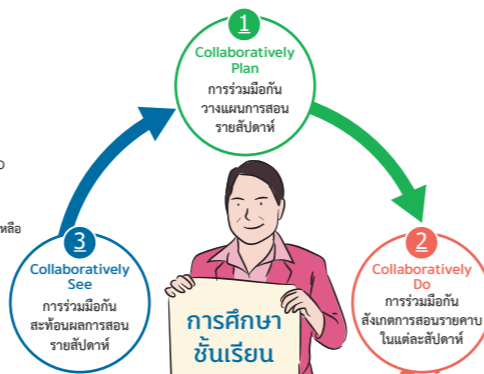 1
Collaboratively
Plan
การร่วมมือกัน
วางแผนการสอน
รายสัปดาห์
หลือ
3
Collaboratively
See
การร่วมมือกัน
สะท้อนผลการสอน
รายสัปดาห์
2
Collaboratively
Do
การร่วมมือกัน
สังเกตการสอนรายคาบ
ในแต่ละสัปดาห์
การศึกษา
ชั้นเรียน